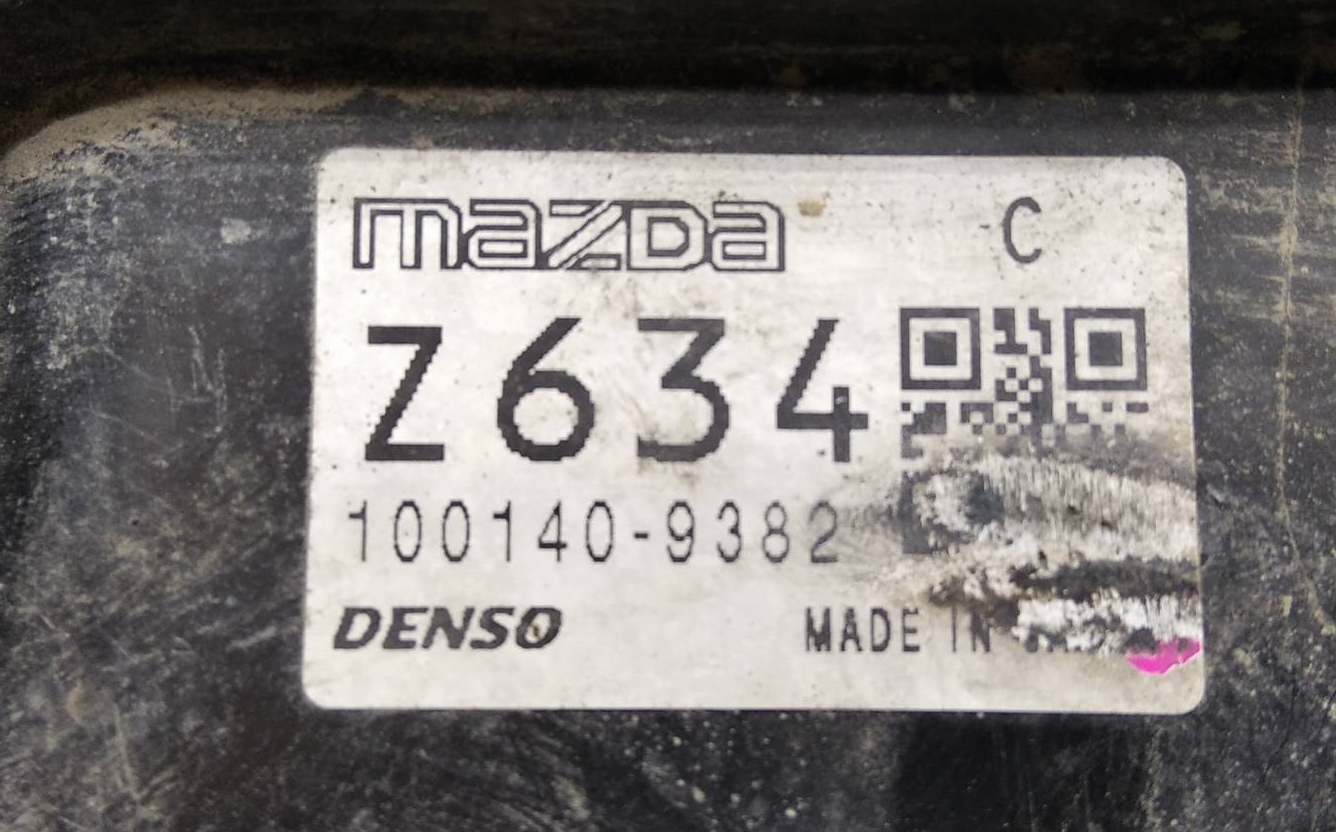 mazda C
Z634
100140-9382
DENSO MADE IN